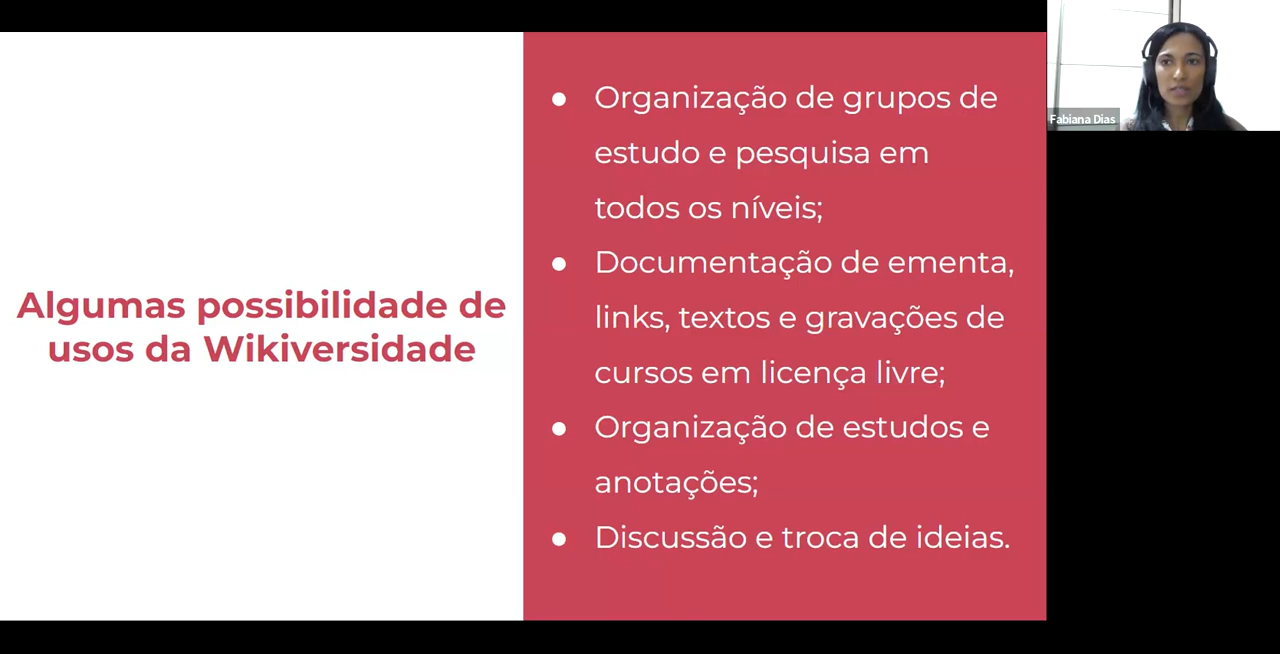 Algumas possibilidade de
usos da Wikiversidade
● Organização de grupos de
estudo e pesquisa em
todos os níveis;
● Documentação de ementa,
links, textos e gravações de
cursos em licença livre;
● Organização de estudos e
anotações;
● Discussão e troca de ideias.
Fabiana Dias